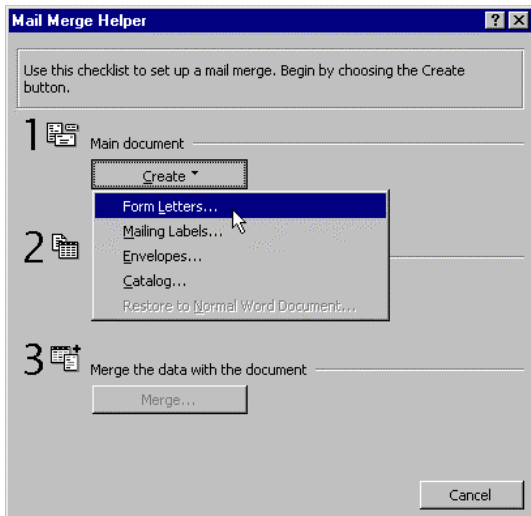 Mail Merge Helper
Use this checklist to set up a mail merge. Begin by choosing the Create
button.
1
Main document
Create
Form Letters...
Mailing Labels...
2
Envelopes...
Catalog...
Restore to Normal Word Document...
3
Merge the data with the document
Merge...
Cancel